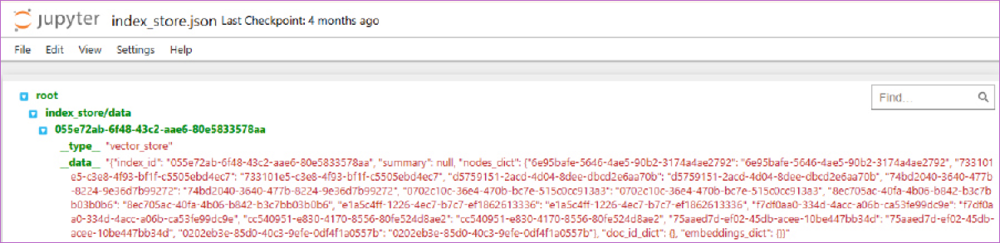 jupyter index_store.json Last Checkpoint: 4 months ago
File Edit View Settings Help
Find...
root
index_store/data
055e72ab-6f48-43c2-aae6-80e5833578aa
__type__ "vector_store"
__data__ "{"index_id": "055e72ab-6f48-43c2-aae6-80e5833578aa", "summary": null, "nodes_dict": {"6e95bafe-5646-4ae5-90b2-3174a4ae2792": "6e95bafe-5646-4ae5-90b2-3174a4ae2792", "733101
e5-c3e8-4f93-bf1f-c5505ebd4ec7": "733101e5-c3e8-4f93-bf1f-c5505ebd4ec7", "d5759151-2acd-4d04-8dee-dbcd2e6aa70b": "d5759151-2acd-4d04-8dee-dbcd2e6aa70b", "74bd2040-3640-477b
-8224-9e36d7b99272": "74bd2040-3640-477b-8224-9e36d7b99272", "0702c10c-36e4-470b-bc7e-515c0cc913a3": "0702c10c-36e4-470b-bc7e-515c0cc913a3", "8ec705ac-40fa-4b06-b842-b3c7b
b03b0b6": "8ec705ac-40fa-4b06-b842-b3c7bb03b0b6", "e1a5c4ff-1226-4ec7-b7c7-ef1862613336": "e1a5c4ff-1226-4ec7-b7c7-ef1862613336", "f7df0aa0-334d-4acc-a06b-ca53fe99dc9e": "f7df0a
a0-334d-4acc-a06b-ca53fe99dc9e", "cc540951-e830-4170-8556-80fe524d8ae2": "cc540951-e830-4170-8556-80fe524d8ae2", "75aaed7d-ef02-45db-acee-10be447bb34d": "75aaed7d-ef02-45db
-acee-10be447bb34d", "0202eb3e-85d0-40c3-9efe-0df4f1a0557b": "0202eb3e-85d0-40c3-9efe-0df4f1a0557b"}, "doc_id_dict": {}, "embeddings_dict": {}}"